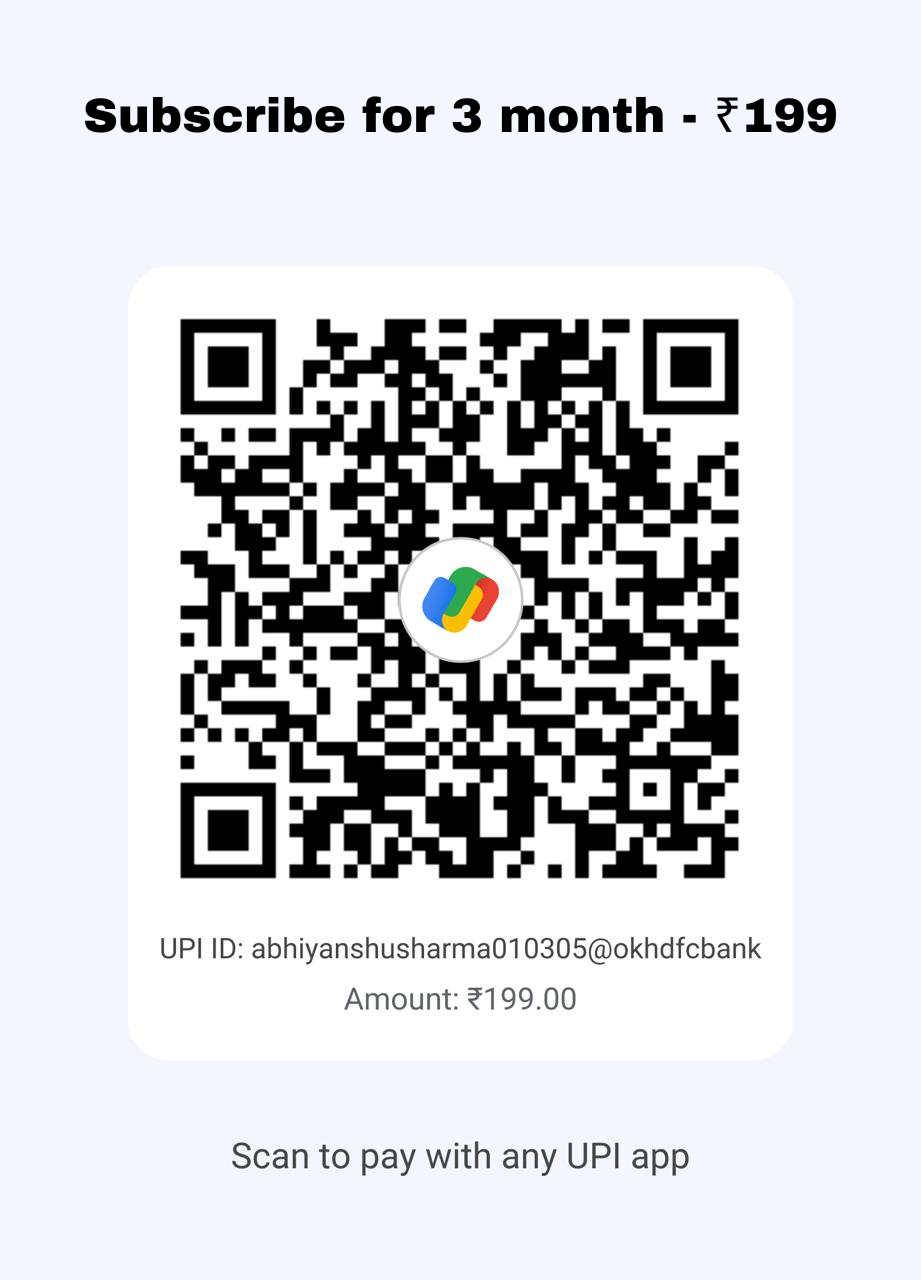 Subscribe for 3 month - ₹199
UPI ID: abhiyanshusharma010305@okhdfcbank
Amount: ₹199.00
Scan to pay with any UPI app